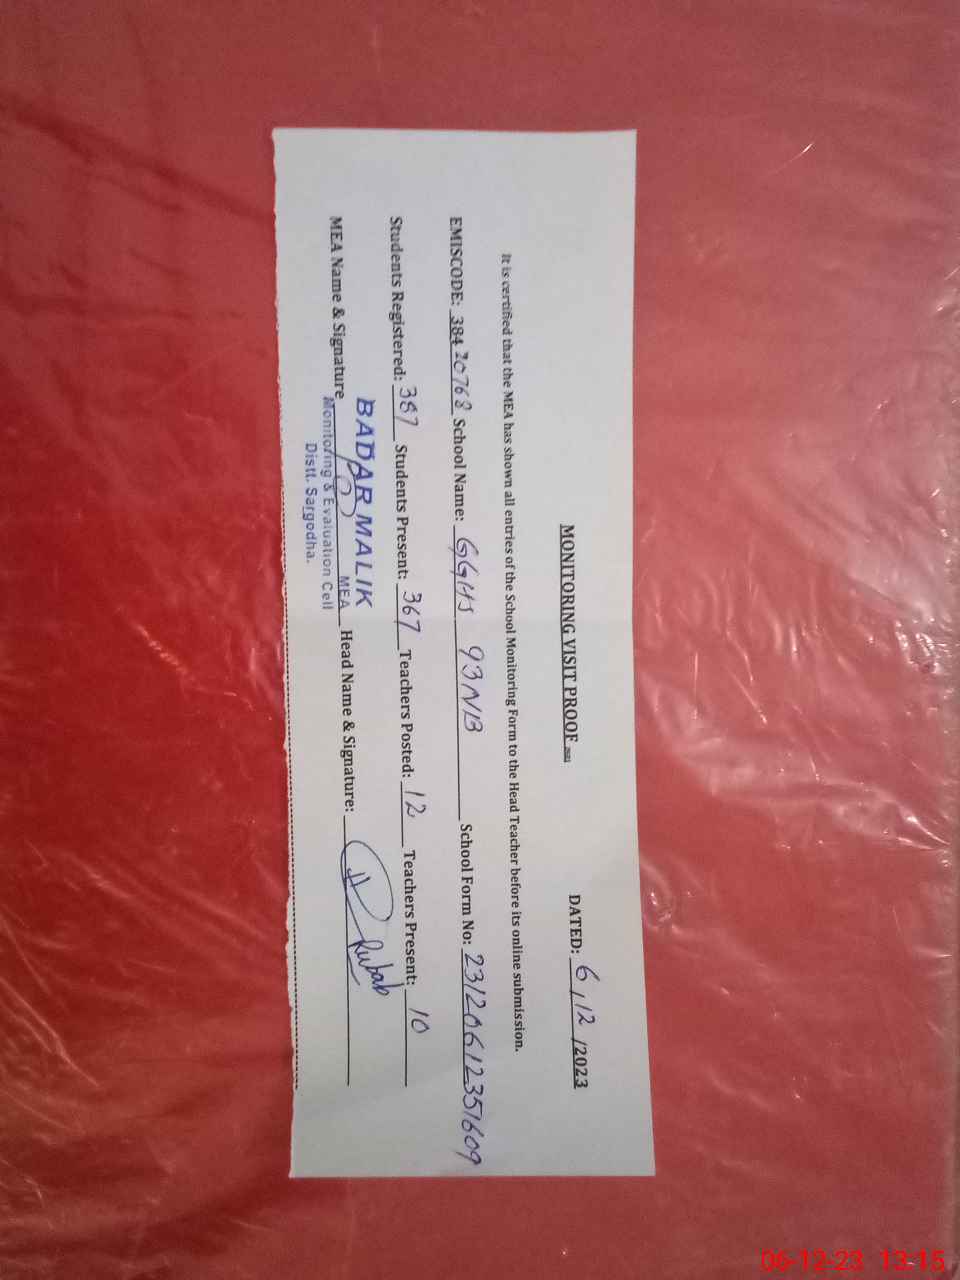 MONITORING VISIT PROOF
DATED: 6/12/2023
It is certified that the MEA has shown all entries of the School Monitoring Form to the Head Teacher before its online submission.
EMISCODE: 38420768 School Name: GGHS 93NB School Form No: 23120612351609
Students Registered: 387 Students Present: 367 Teachers Posted: 12 Teachers Present: 10
MEA Name & Signature Head Name & Signature: Rubab
BADAR MALIK
MEA
Monitoring & Evaluation Cell
Distt. Sargodha.
06-12-23 13:15